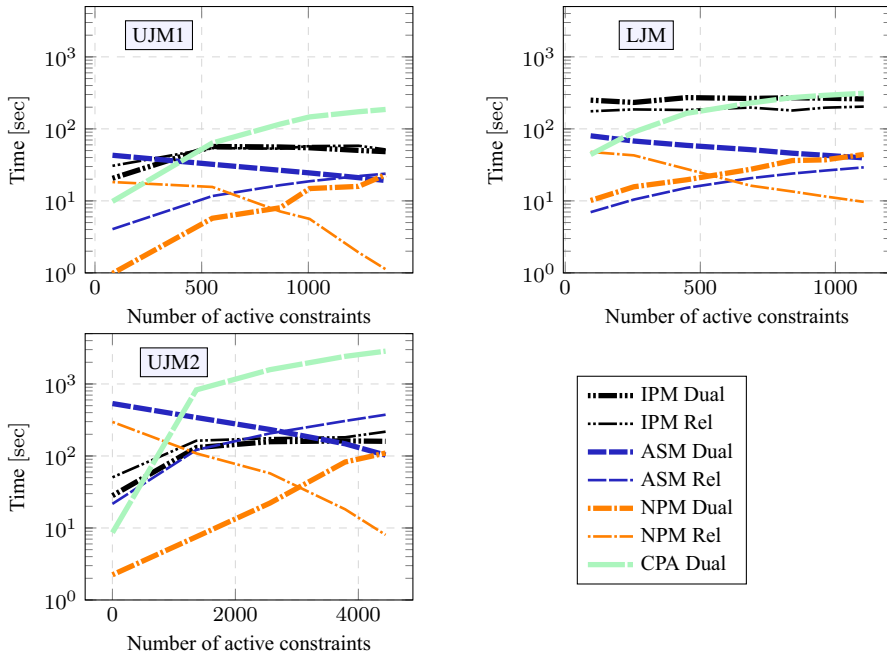 UJM1
10^3
10^2
10^1
10^0
Time [sec]
0 500 1000
Number of active constraints
LJM
10^3
10^2
10^1
10^0
Time [sec]
0 500 1000
Number of active constraints
UJM2
10^3
10^2
10^1
10^0
Time [sec]
0 2000 4000
Number of active constraints
IPM Dual
IPM Rel
ASM Dual
ASM Rel
NPM Dual
NPM Rel
CPA Dual